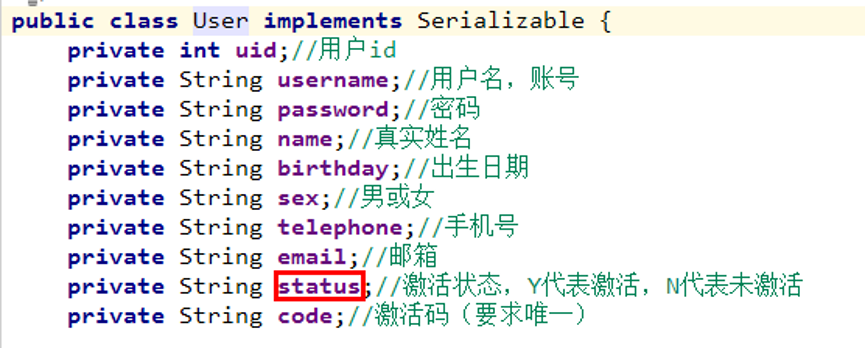 public class User implements Serializable {
private int uid;//用户id
private String username;//用户名，账号
private String password;//密码
private String name;//真实姓名
private String birthday;//出生日期
private String sex;//男或女
private String telephone;//手机号
private String email;//邮箱
private String status;//激活状态，Y代表激活，N代表未激活
private String code;//激活码（要求唯一）